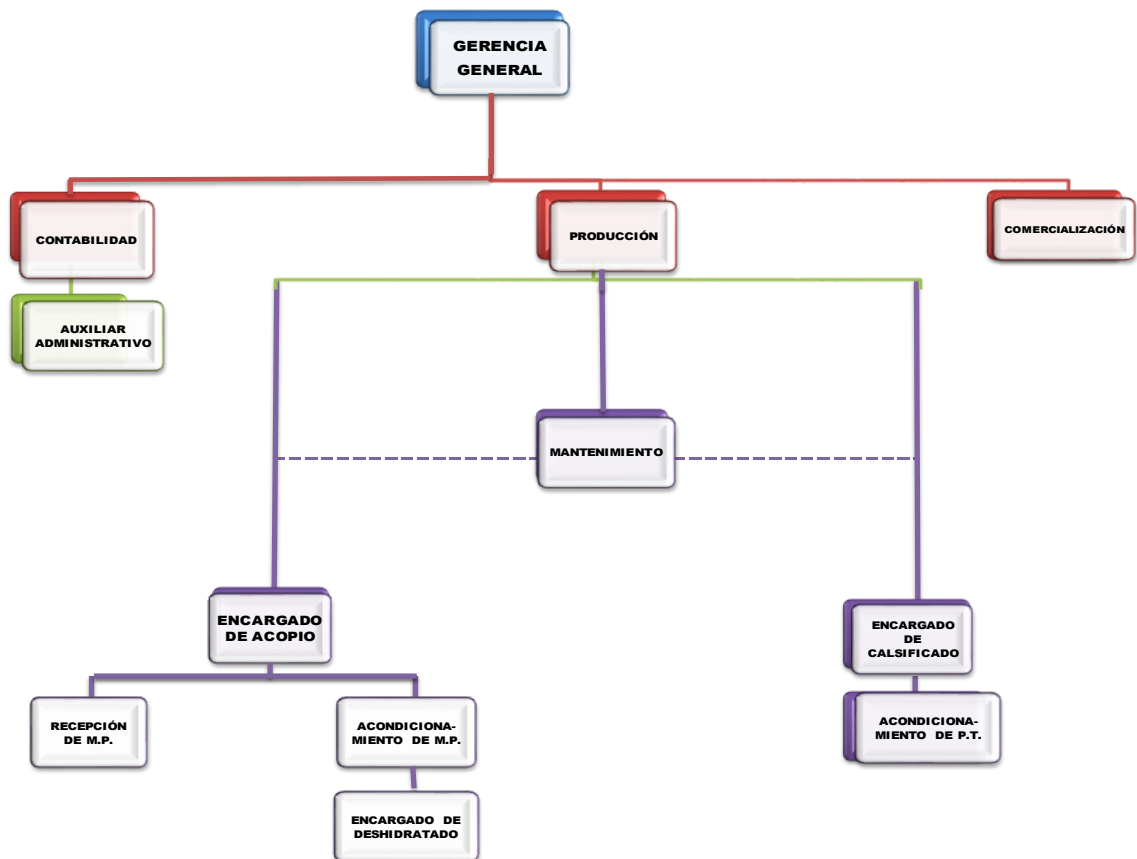 GERENCIA
GENERAL
CONTABILIDAD
PRODUCCIÓN
COMERCIALIZACIÓN
AUXILIAR
ADMINISTRATIVO
MANTENIMIENTO
ENCARGADO
DE ACOPIO
ENCARGADO
DE
CALSIFICADO
RECEPCIÓN
DE M.P.
ACONDICIONA-
MIENTO DE M.P.
ACONDICIONA-
MIENTO DE P.T.
ENCARGADO DE
DESHIDRATADO